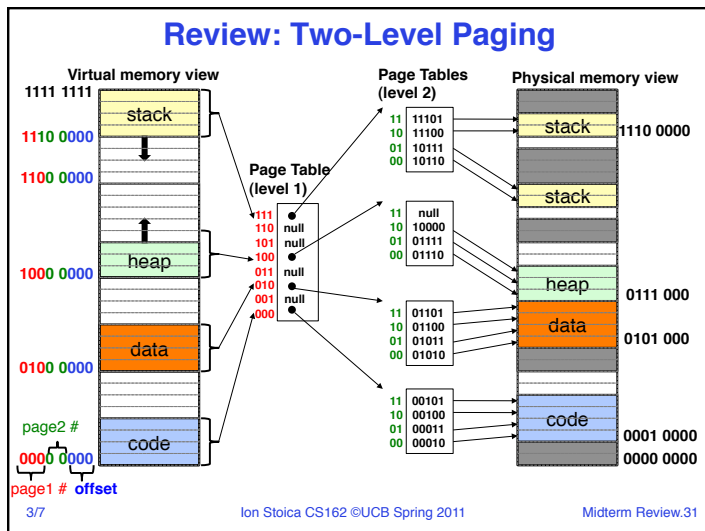 Review: Two-Level Paging
Virtual memory view
1111 1111
stack
1110 0000
1100 0000
heap
1000 0000
data
0100 0000
page2 #
code
0000 0000
page1 # offset
Page Table
(level 1)
111
110 null
101 null
100
011 null
010
001 null
000
Page Tables
(level 2)
11 11101
10 11100
01 10111
00 10110
11 null
10 10000
01 01111
00 01110
11 01101
10 01100
01 01011
00 01010
11 00101
10 00100
01 00011
00 00010
Physical memory view
stack
1110 0000
stack
heap
0111 000
data
0101 000
code
0001 0000
0000 0000
3/7
Ion Stoica CS162 ©UCB Spring 2011
Midterm Review.31